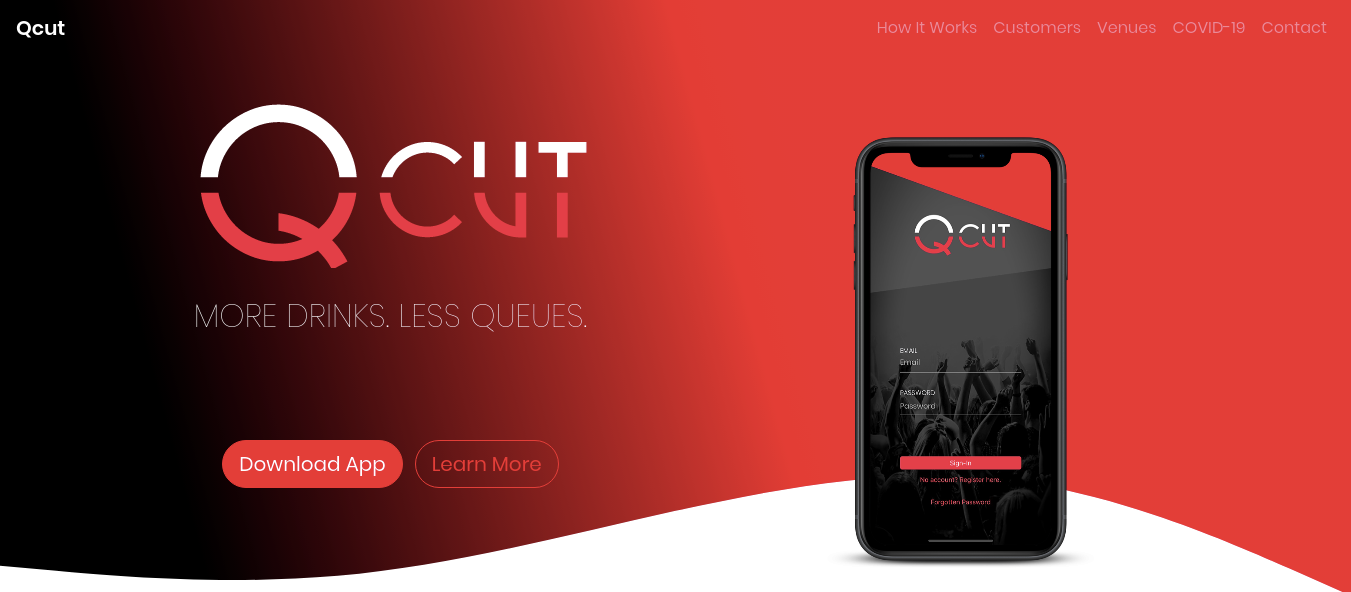 Qcut
How It Works Customers Venues COVID-19 Contact
QCUT
MORE DRINKS. LESS QUEUES.
Download App
Learn More
QCUT
EMAIL
Email
PASSWORD
Password
Sign-In
No account? Register here.
Forgotten Password